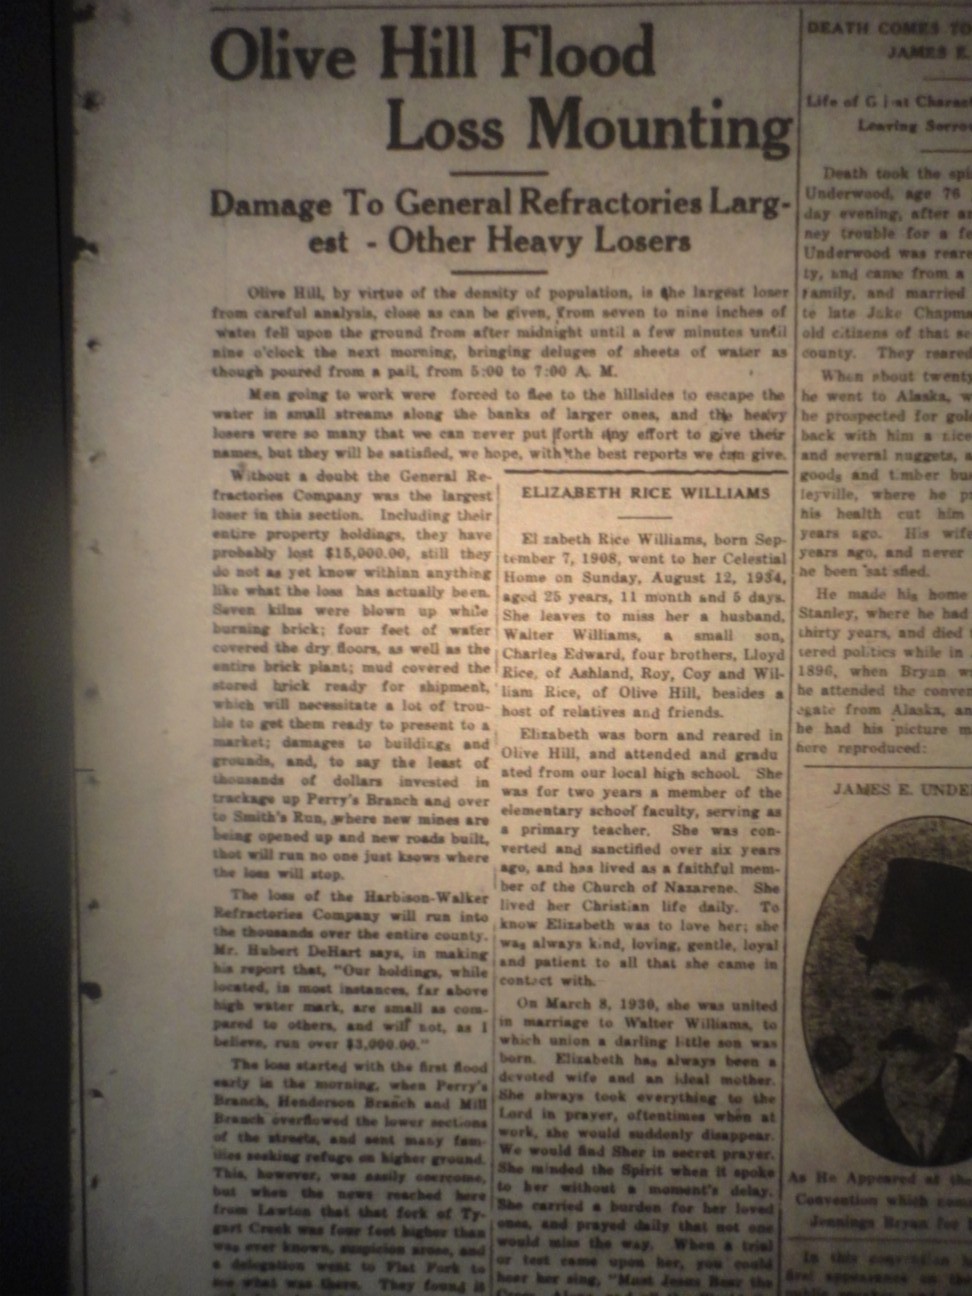 Olive Hill Flood
Loss Mounting
Damage To General Refractories Larg-
est - Other Heavy Losers
Olive Hill, by virtue of the density of population, is the largest loser
from careful analysis, close as can be given, from seven to nine inches of
water fell upon the ground from after midnight until a few minutes until
nine o'clock the next morning, bringing deluges of sheets of water as
though poured from a pail, from 5:00 to 7:00 A. M.
Men going to work were forced to flee to the hillsides to escape the
water in small streams along the banks of larger ones, and the heavy
losers were so many that we can never put forth any effort to give their
names, but they will be satisfied, we hope, with the best reports we can give.
Without a doubt the General Re-
fractories Company was the largest
loser in this section. Including their
entire property holdings, they have
probably lost $15,000.00, still they
do not as yet know withian anything
like what the loss has actually been.
Seven kilns were blown up while
burning brick; four feet of water
covered the dry floors, as well as the
entire brick plant; mud covered the
stored brick ready for shipment,
which will necessitate a lot of trou-
ble to get them ready to present to a
market; damages to buildings and
grounds, and, to say the least of
thousands of dollars invested in
trackage up Perry's Branch and over
to Smith's Run, where new mines are
being opened up and new roads built,
that will run no one just knows where
the loss will stop.
The loss of the Harbison-Walker
Refractories Company will run into
the thousands over the entire county.
Mr. Hubert DeHart says, in making
his report that, "Our holdings, while
located, in most instances, far above
high water mark, are small as com-
pared to others, and will not, as I
believe, run over $3,000.00."
The loss started with the first flood
early in the morning, when Perry's
Branch, Henderson Branch and Mill
Branch overflowed the lower sections
of the streets, and sent many fam-
ilies seeking refuge on higher ground.
This, however, was easily overcome,
but when the news reached here
from Lawton that that fork of Ty-
gart Creek was four feet higher than
was ever known, suspicion arose, and
a delegation went to Flat Fork to
see what was there. They found it
ELIZABETH RICE WILLIAMS
El zabeth Rice Williams, born Sep-
tember 7, 1908, went to her Celestial
Home on Sunday, August 12, 1934,
aged 25 years, 11 month and 5 days.
She leaves to miss her a husband,
Walter Williams, a small son,
Charles Edward, four brothers, Lloyd
Rice, of Ashland, Roy, Coy and Wil-
liam Rice, of Olive Hill, besides a
host of relatives and friends.
Elizabeth was born and reared in
Olive Hill, and attended and gradu
ated from our local high school. She
was for two years a member of the
elementary school faculty, serving as
a primary teacher. She was con-
verted and sanctified over six years
ago, and has lived as a faithful mem-
ber of the Church of Nazarene. She
lived her Christian life daily. To
know Elizabeth was to love her; she
was always kind, loving, gentle, loyal
and patient to all that she came in
contact with.
On March 8, 1930, she was united
in marriage to Walter Williams, to
which union a darling little son was
born. Elizabeth has always been a
devoted wife and an ideal mother.
She always took everything to the
Lord in prayer, oftentimes when at
work, she would suddenly disappear.
We would find Sher in secret prayer.
She minded the Spirit when it spoke
to her without a moment's delay.
She carried a burden for her loved
ones, and prayed daily that not one
would miss the way. When a trial
or test came upon her, you could
hear her sing, "Must Jesus Bear the
DEATH COMES TO
JAMES E.
Life of G
Leaving Sorro
Death took the spi
Underwood, age 76
day evening, after an
ney trouble for a fe
Underwood was reare
ty, and came from a
family, and married
te late Jake Chapma
old citizens of that se
county. They reared
When about twenty
he went to Alaska, w
he prospected for gol
back with him a nice
and several nuggets, a
goods and t.mber bus
leyville, where he p
his health cut him
years ago. His wife
years ago, and never
he been sat sfied.
He made his home
Stanley, where he had
thirty years, and died
tered politics while in
1896, when Bryan w
he attended the conven
egate from Alaska, an
he had his picture m
here reproduced:
JAMES E. UNDE
As He Appeared at the
Convention which nom
Jennings Bryan for